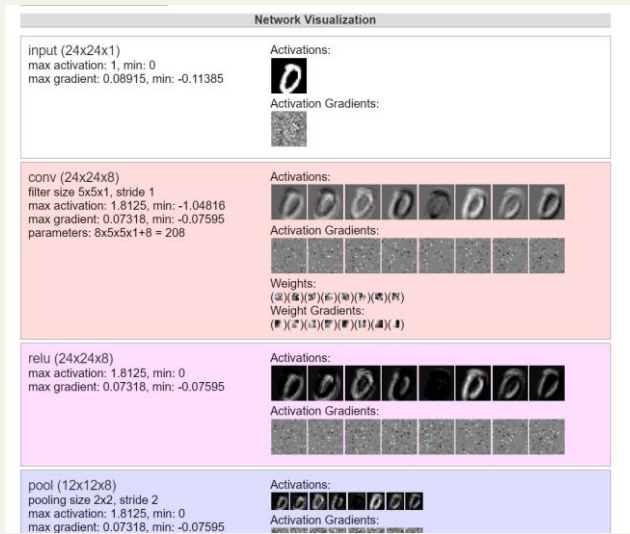 Network Visualization
input (24x24x1)
max activation: 1, min: 0
max gradient: 0.08915, min: -0.11385
Activations:
Activation Gradients:
conv (24x24x8)
filter size 5x5x1, stride 1
max activation: 1.8125, min: -1.04816
max gradient: 0.07318, min: -0.07595
parameters: 8x5x5x1+8 = 208
Activations:
Activation Gradients:
Weights:
()()()()()()()()
Weight Gradients:
()()()()()()()()
relu (24x24x8)
max activation: 1.8125, min: 0
max gradient: 0.07318, min: -0.07595
Activations:
Activation Gradients:
pool (12x12x8)
pooling size 2x2, stride 2
max activation: 1.8125, min: 0
max gradient: 0.07318, min: -0.07595
Activations:
Activation Gradients: